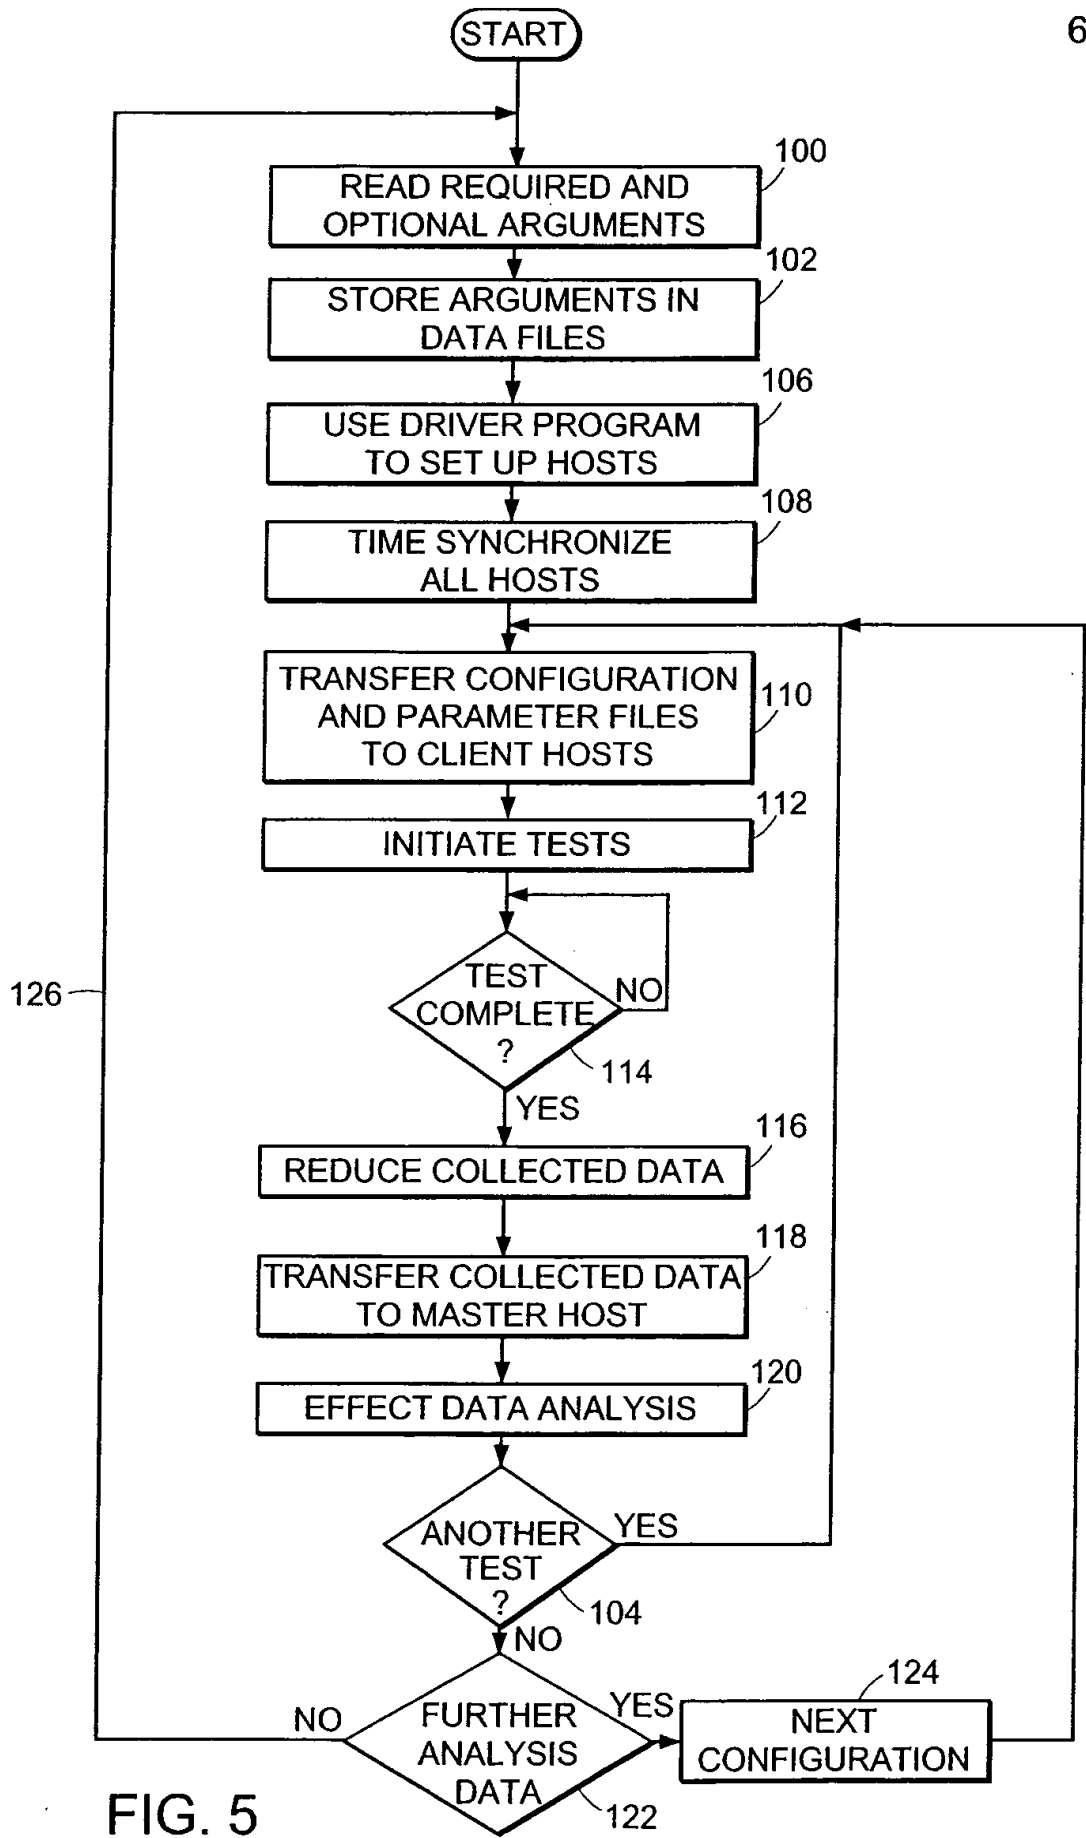 START
6
100
READ REQUIRED AND
OPTIONAL ARGUMENTS
102
STORE ARGUMENTS IN
DATA FILES
106
USE DRIVER PROGRAM
TO SET UP HOSTS
108
TIME SYNCHRONIZE
ALL HOSTS
TRANSFER CONFIGURATION
AND PARAMETER FILES
TO CLIENT HOSTS
110
112
INITIATE TESTS
TEST
COMPLETE
?
NO
126
114
YES
116
REDUCE COLLECTED DATA
118
TRANSFER COLLECTED DATA
TO MASTER HOST
120
EFFECT DATA ANALYSIS
ANOTHER
TEST
?
YES
104
NO
124
NO
FURTHER
ANALYSIS
DATA
YES
NEXT
CONFIGURATION
122
FIG. 5